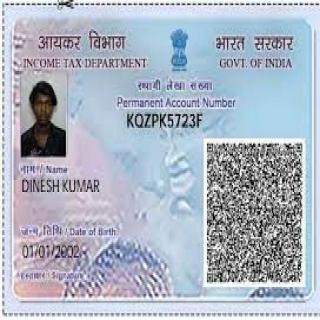 आयकर विभाग
INCOME TAX DEPARTMENT
भारत सरकार
GOVT. OF INDIA
स्थायी लेखा संख्या
Permanent Account Number
KQZPK5723F
नाम / Name
DINESH KUMAR
जन्म तिथि / Date of Birth
01/01/2002
हस्ताक्षर / Signature